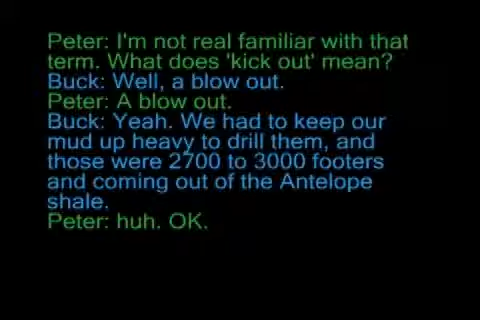 Peter: I'm not real familiar with that
term. What does 'kick out' mean?
Buck: Well, a blow out.
Peter: A blow out.
Buck: Yeah. We had to keep our
mud up heavy to drill them, and
those were 2700 to 3000 footers
and coming out of the Antelope
shale.
Peter: huh. OK.